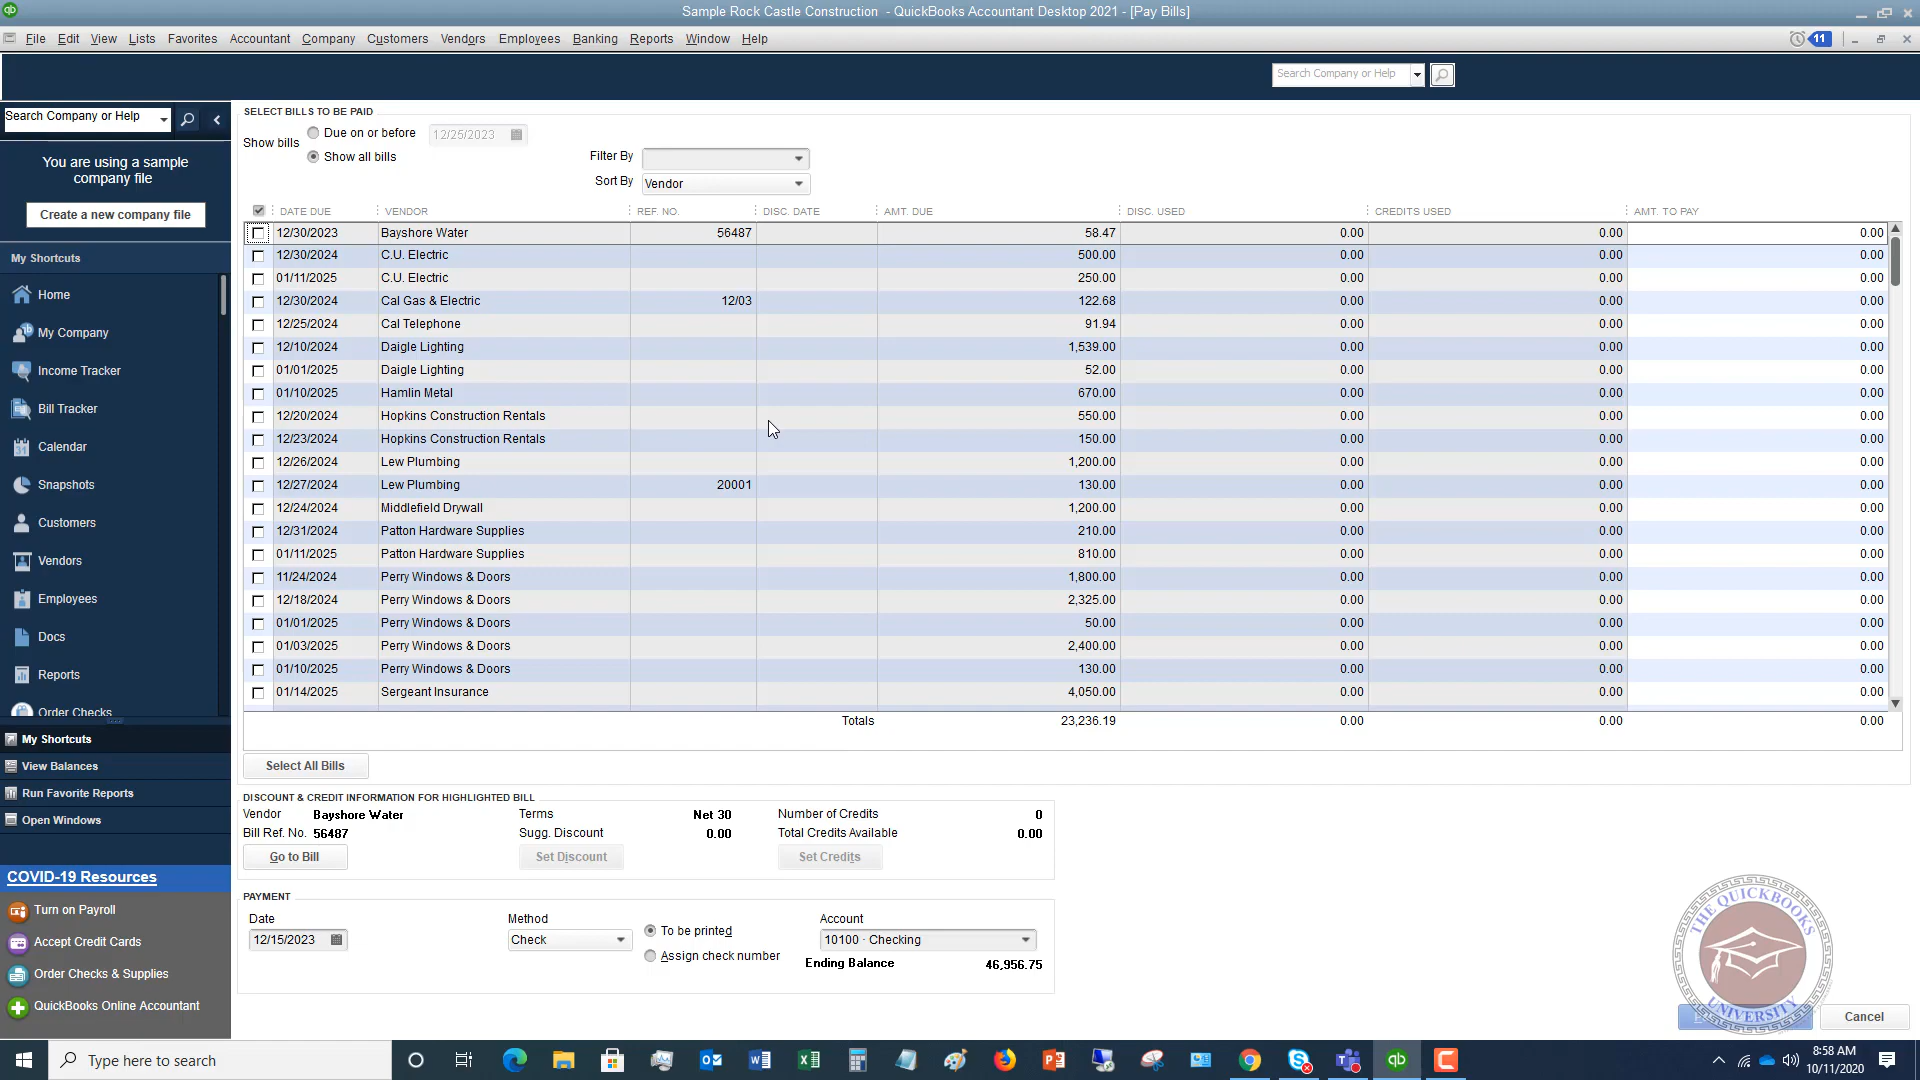 Sample Rock Castle Construction - QuickBooks Accountant Desktop 2021 - [Pay Bills]
File Edit View Lists Favorites Accountant Company Customers Vendors Employees Banking Reports Window Help
11
Search Company or Help
Search Company or Help
You are using a sample
company file
Create a new company file
My Shortcuts
Home
My Company
Income Tracker
Bill Tracker
Calendar
Snapshots
Customers
Vendors
Employees
Docs
Reports
Order Checks
My Shortcuts
View Balances
Run Favorite Reports
Open Windows
COVID-19 Resources
Turn on Payroll
Accept Credit Cards
Order Checks & Supplies
QuickBooks Online Accountant
SELECT BILLS TO BE PAID
Show bills
Due on or before 12/25/2023
Show all bills
Filter By
Sort By Vendor
DATE DUE VENDOR REF. NO. DISC. DATE AMT. DUE DISC. USED CREDITS USED AMT. TO PAY
12/30/2023 Bayshore Water 56487 58.47 0.00 0.00 0.00
12/30/2024 C.U. Electric 500.00 0.00 0.00 0.00
01/11/2025 C.U. Electric 250.00 0.00 0.00 0.00
12/30/2024 Cal Gas & Electric 12/03 122.68 0.00 0.00 0.00
12/25/2024 Cal Telephone 91.94 0.00 0.00 0.00
12/10/2024 Daigle Lighting 1,539.00 0.00 0.00 0.00
01/01/2025 Daigle Lighting 52.00 0.00 0.00 0.00
01/10/2025 Hamlin Metal 670.00 0.00 0.00 0.00
12/20/2024 Hopkins Construction Rentals 550.00 0.00 0.00 0.00
12/23/2024 Hopkins Construction Rentals 150.00 0.00 0.00 0.00
12/26/2024 Lew Plumbing 1,200.00 0.00 0.00 0.00
12/27/2024 Lew Plumbing 20001 130.00 0.00 0.00 0.00
12/24/2024 Middlefield Drywall 1,200.00 0.00 0.00 0.00
12/31/2024 Patton Hardware Supplies 210.00 0.00 0.00 0.00
01/11/2025 Patton Hardware Supplies 810.00 0.00 0.00 0.00
11/24/2024 Perry Windows & Doors 1,800.00 0.00 0.00 0.00
12/18/2024 Perry Windows & Doors 2,325.00 0.00 0.00 0.00
01/01/2025 Perry Windows & Doors 50.00 0.00 0.00 0.00
01/03/2025 Perry Windows & Doors 2,400.00 0.00 0.00 0.00
01/10/2025 Perry Windows & Doors 130.00 0.00 0.00 0.00
01/14/2025 Sergeant Insurance 4,050.00 0.00 0.00 0.00
Totals 23,236.19 0.00 0.00 0.00
Select All Bills
DISCOUNT & CREDIT INFORMATION FOR HIGHLIGHTED BILL
Vendor Bayshore Water Terms Net 30 Number of Credits 0
Bill Ref. No. 56487 Sugg. Discount 0.00 Total Credits Available 0.00
Go to Bill Set Discount Set Credits
PAYMENT
Date Method Account
12/15/2023 Check To be printed 10100 · Checking
Assign check number Ending Balance 46,956.75
THE QUICKBOOKS
UNIVERSITY
Cancel
Type here to search
8:58 AM
10/11/2020